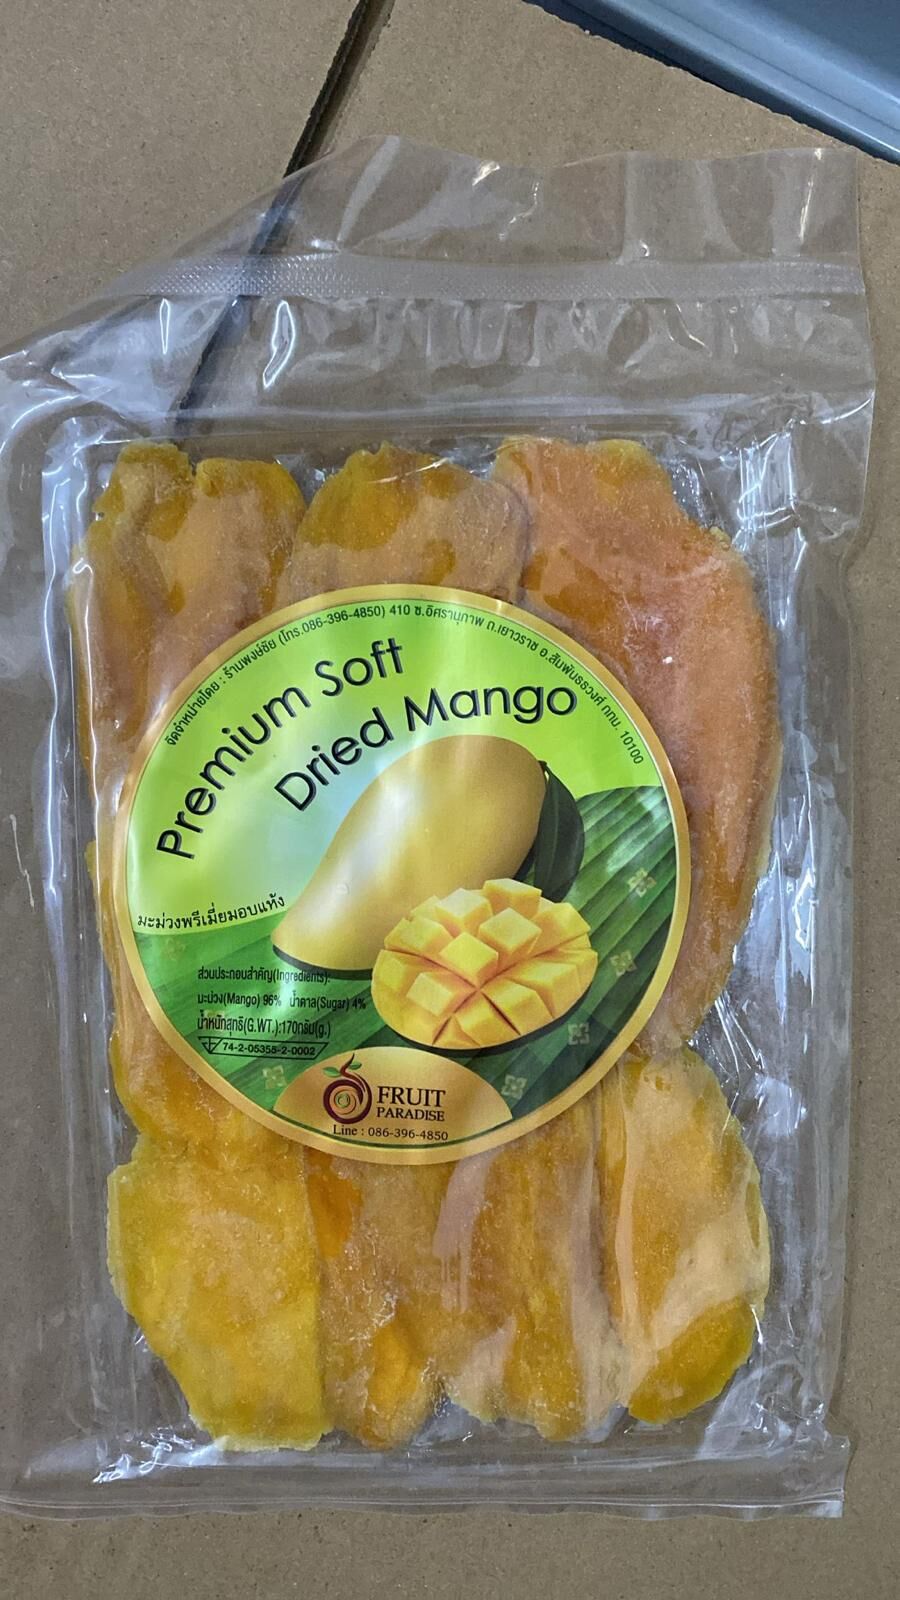 จัดจำหน่ายโดย : ร้านพงษ์ชัย (โทร.086-396-4850) 410 ซ.อิศรานุภาพ ถ.เยาวราช อ.สัมพันธวงศ์ กทม. 10100
Premium Soft
Dried Mango
มะม่วงพรีเมี่ยมอบแห้ง
ส่วนประกอบสำคัญ(Ingredients):
มะม่วง(Mango) 96% น้ำตาล(Sugar) 4%
น้ำหนักสุทธิ(G.WT.):170กรัม(g.)
74-2-05355-2-0002
FRUIT
PARADISE
Line : 086-396-4850